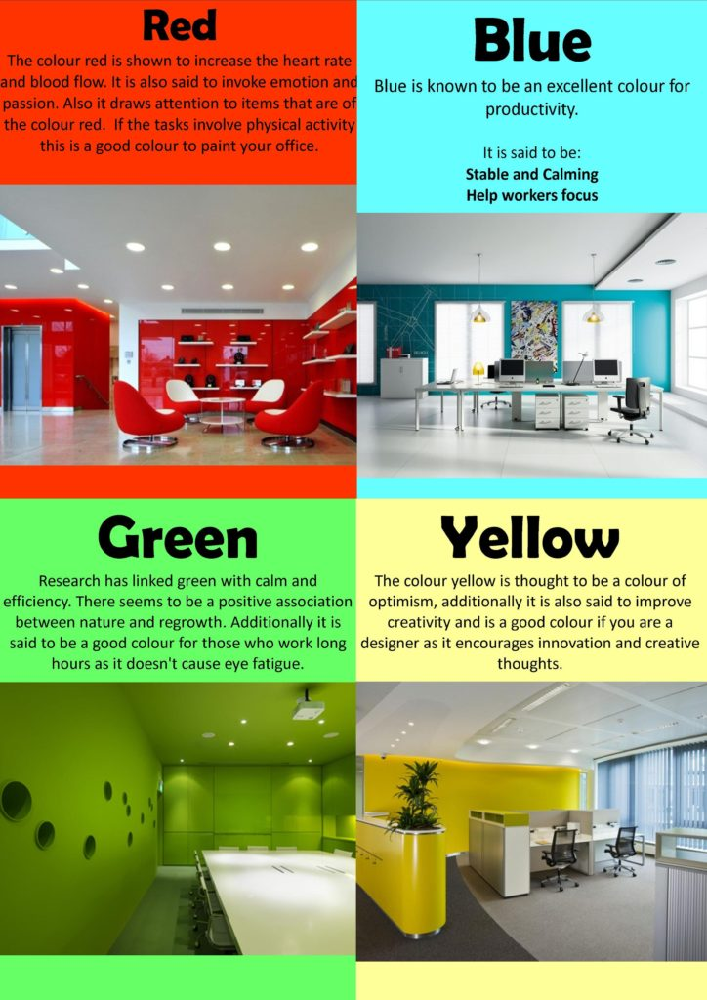 Red
The colour red is shown to increase the heart rate
and blood flow. It is also said to invoke emotion and
passion. Also it draws attention to items that are of
the colour red.  If the tasks involve physical activity
this is a good colour to paint your office.
Blue
Blue is known to be an excellent colour for
productivity.
It is said to be:
Stable and Calming
Help workers focus
Green
Research has linked green with calm and
efficiency. There seems to be a positive association
between nature and regrowth. Additionally it is
said to be a good colour for those who work long
hours as it doesn't cause eye fatigue.
Yellow
The colour yellow is thought to be a colour of
optimism, additionally it is also said to improve
creativity and is a good colour if you are a
designer as it encourages innovation and creative
thoughts.